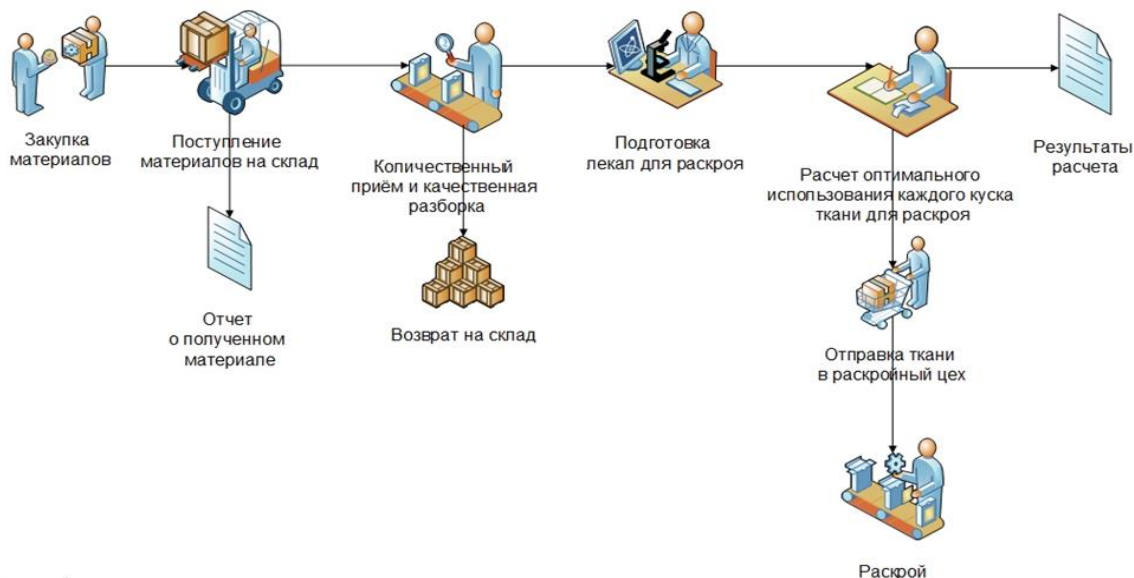 Закупка
материалов
Поступление
материалов на склад
Количественный
приём и качественная
разборка
Подготовка
лекал для раскроя
Расчет оптимального
использования каждого куска
ткани для раскроя
Результаты
расчета
Отчет
о полученном
материале
Возврат на склад
Отправка ткани
в раскройный цех
Раскрой